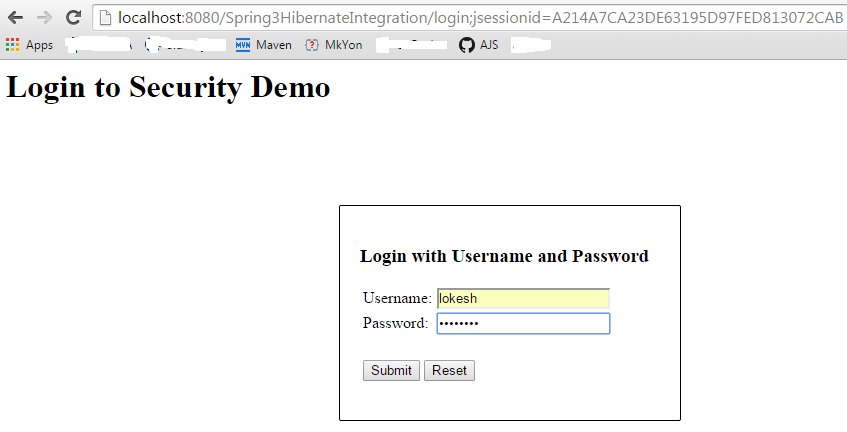 localhost:8080/Spring3HibernateIntegration/login;jsessionid=A214A7CA23DE63195D97FED813072CAB
Apps Maven MkYon AJS
Login to Security Demo
Login with Username and Password
Username: lokesh
Password: ••••••••
Submit Reset